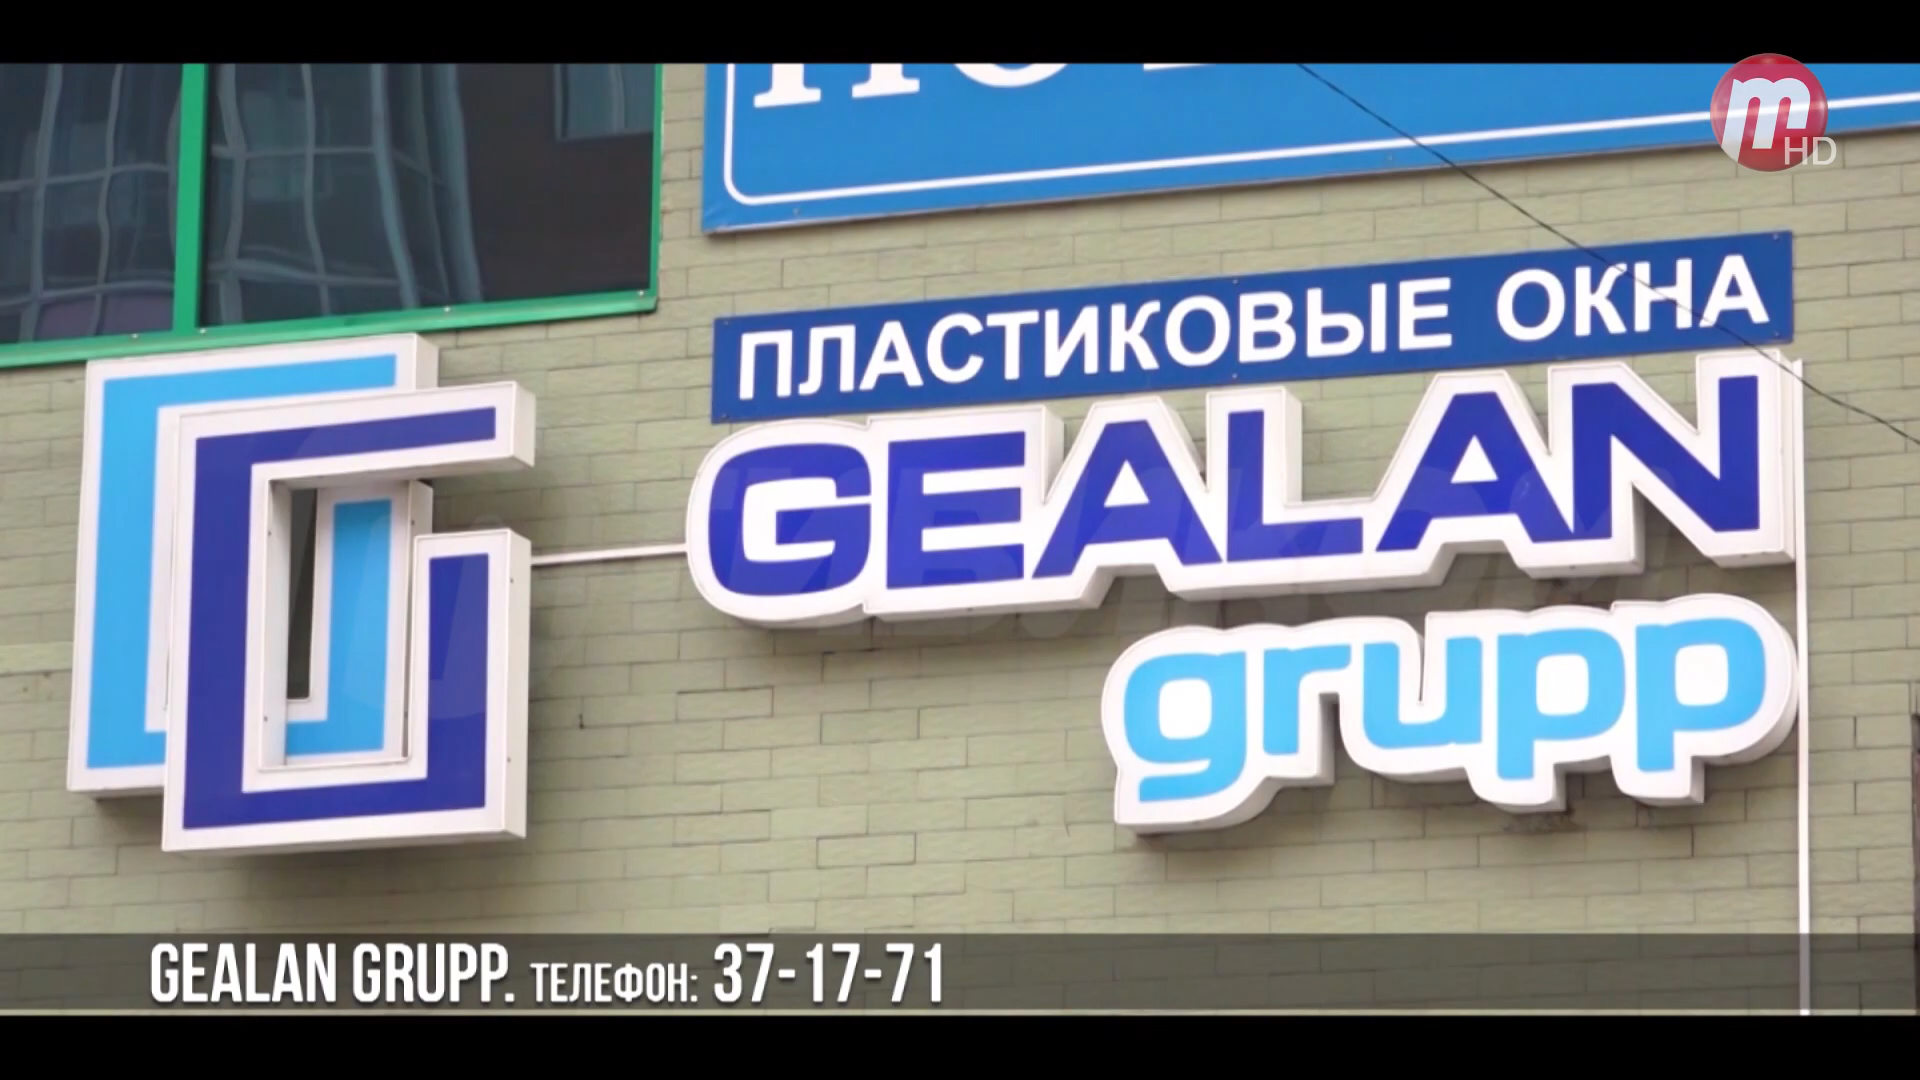 m HD
ПЛАСТИКОВЫЕ ОКНА
GEALAN
grupp
GEALAN GRUPP. ТЕЛЕФОН: 37-17-71